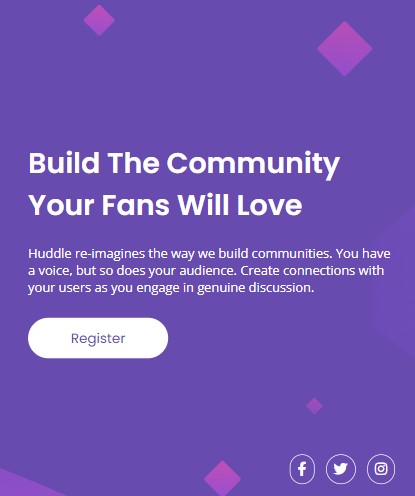 Build The Community
Your Fans Will Love
Huddle re-imagines the way we build communities. You have
a voice, but so does your audience. Create connections with
your users as you engage in genuine discussion.
Register